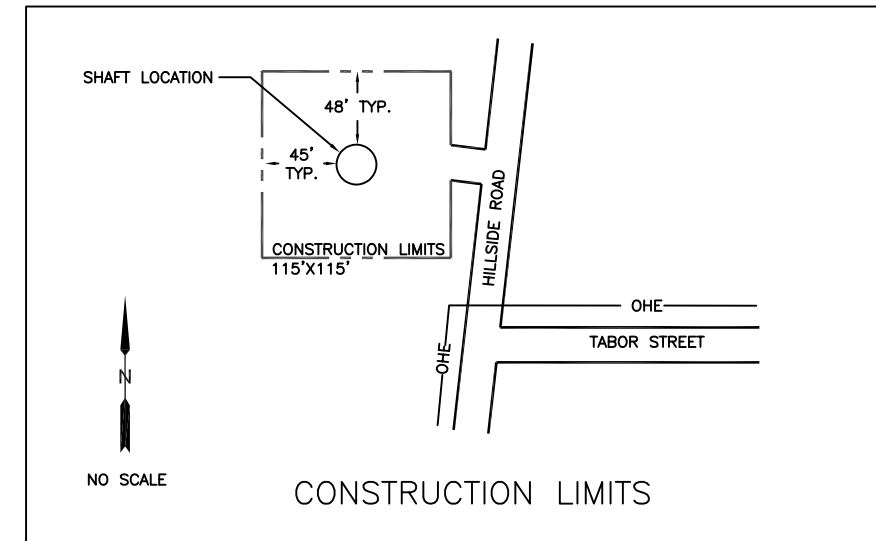 SHAFT LOCATION
48' TYP.
45'
TYP.
HILLSIDE ROAD
CONSTRUCTION LIMITS
115'X115'
OHE
TABOR STREET
OHE
N
NO SCALE
CONSTRUCTION LIMITS